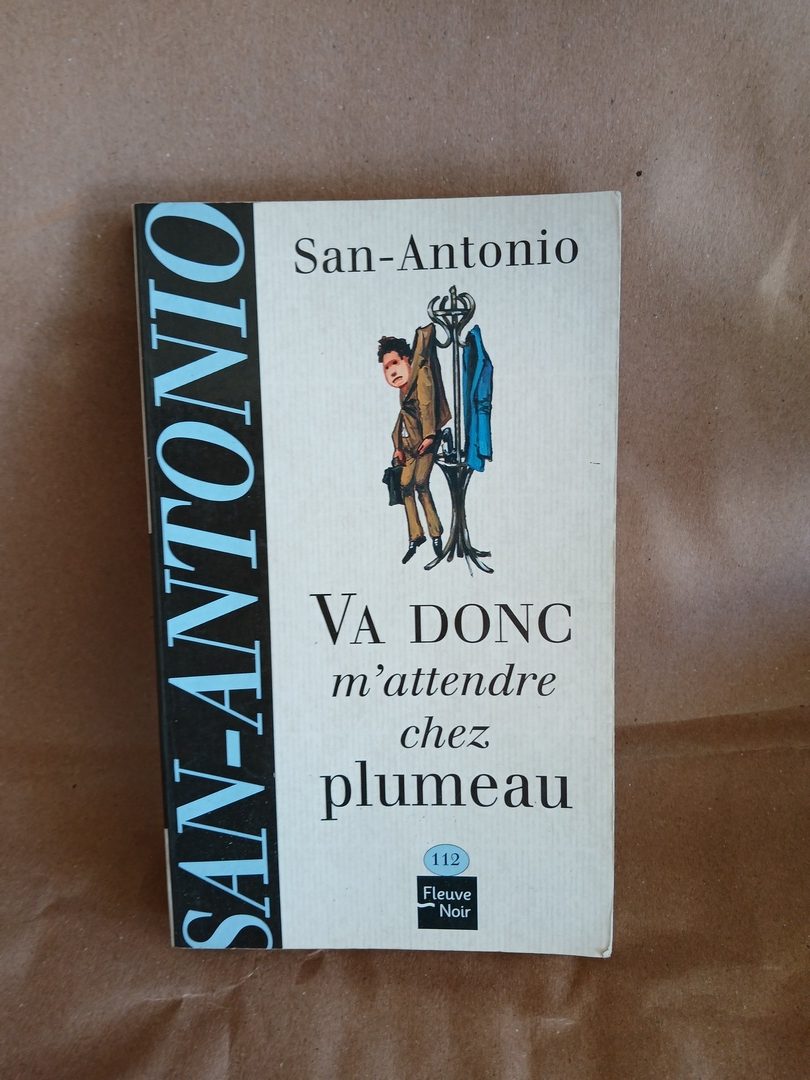 SAN-ANTONIO
San-Antonio
VA DONC
m'attendre
chez
plumeau
112
Fleuve
Noir